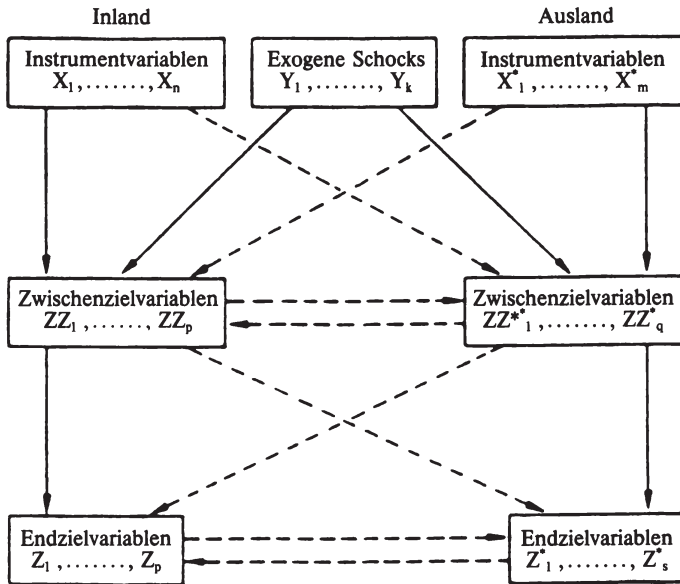 Inland
Ausland
Instrumentvariablen
X₁ ,......., Xₙ
Exogene Schocks
Y₁ ,......., Yₖ
Instrumentvariablen
X*₁ ,......., X*ₘ
Zwischenzielvariablen
ZZ₁ ,......, ZZₚ
Zwischenzielvariablen
ZZ**₁ ,......., ZZ*q
Endzielvariablen
Z₁ ,......., Zₚ
Endzielvariablen
Z*₁ ,......., Z*ₛ